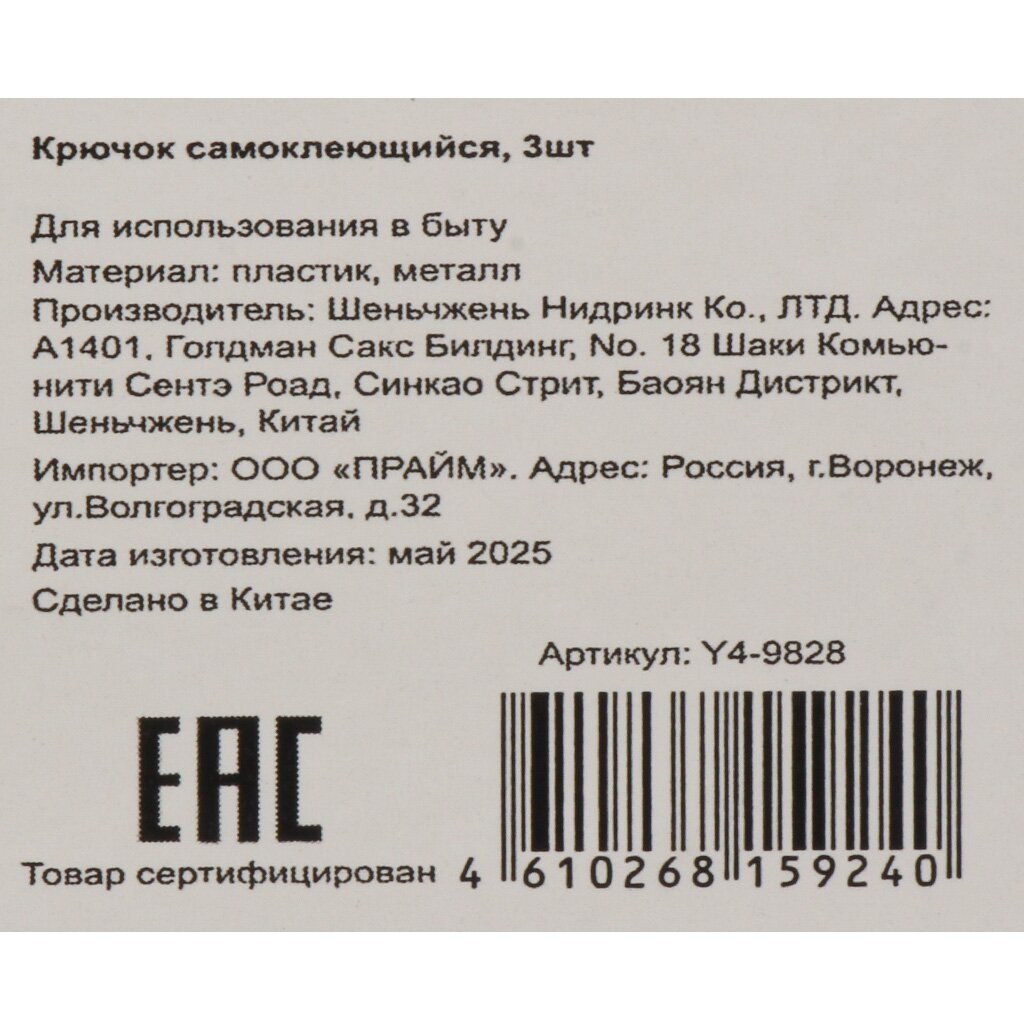 Крючок самоклеющийся, 3шт
Для использования в быту
Материал: пластик, металл
Производитель: Шеньчжень Нидринк Ко., ЛТД. Адрес:
А1401, Голдман Сакс Билдинг, No. 18 Шаки Комью-
нити Сентэ Роад, Синкао Стрит, Баоян Дистрикт,
Шеньчжень, Китай
Импортер: ООО «ПРАЙМ». Адрес: Россия, г.Воронеж,
ул.Волгоградская, д.32
Дата изготовления: май 2025
Сделано в Китае
Артикул: Y4-9828
EAC
Товар сертифицирован
4 610268 159240